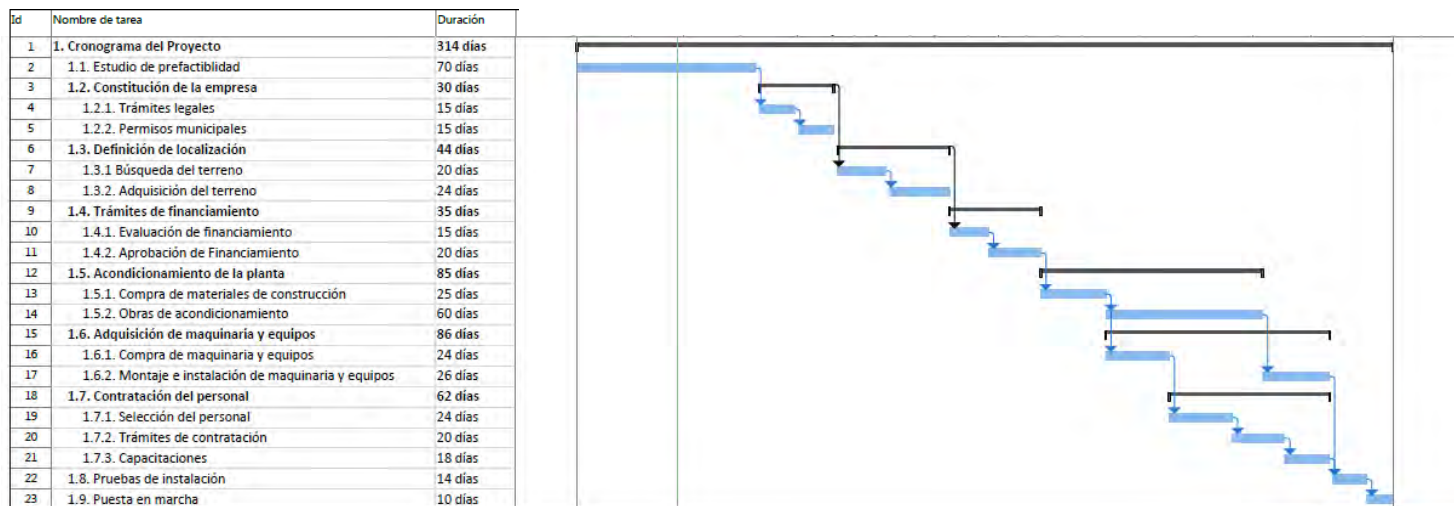 Id Nombre de tarea Duración
1 1. Cronograma del Proyecto 314 días
2 1.1. Estudio de prefactiblidad 70 días
3 1.2. Constitución de la empresa 30 días
4 1.2.1. Trámites legales 15 días
5 1.2.2. Permisos municipales 15 días
6 1.3. Definición de localización 44 días
7 1.3.1 Búsqueda del terreno 20 días
8 1.3.2. Adquisición del terreno 24 días
9 1.4. Trámites de financiamiento 35 días
10 1.4.1. Evaluación de financiamiento 15 días
11 1.4.2. Aprobación de Financiamiento 20 días
12 1.5. Acondicionamiento de la planta 85 días
13 1.5.1. Compra de materiales de construcción 25 días
14 1.5.2. Obras de acondicionamiento 60 días
15 1.6. Adquisición de maquinaria y equipos 86 días
16 1.6.1. Compra de maquinaria y equipos 24 días
17 1.6.2. Montaje e instalación de maquinaria y equipos 26 días
18 1.7. Contratación del personal 62 días
19 1.7.1. Selección del personal 24 días
20 1.7.2. Trámites de contratación 20 días
21 1.7.3. Capacitaciones 18 días
22 1.8. Pruebas de instalación 14 días
23 1.9. Puesta en marcha 10 días